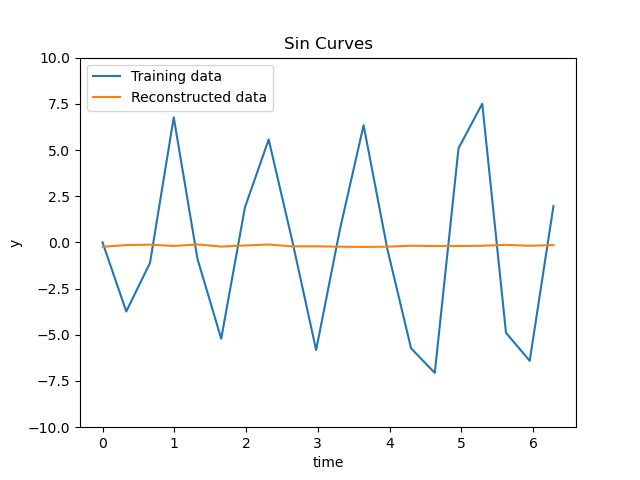 Sin Curves
Training data
Reconstructed data
10.0
7.5
5.0
2.5
0.0
−2.5
−5.0
−7.5
−10.0
y
0 1 2 3 4 5 6
time